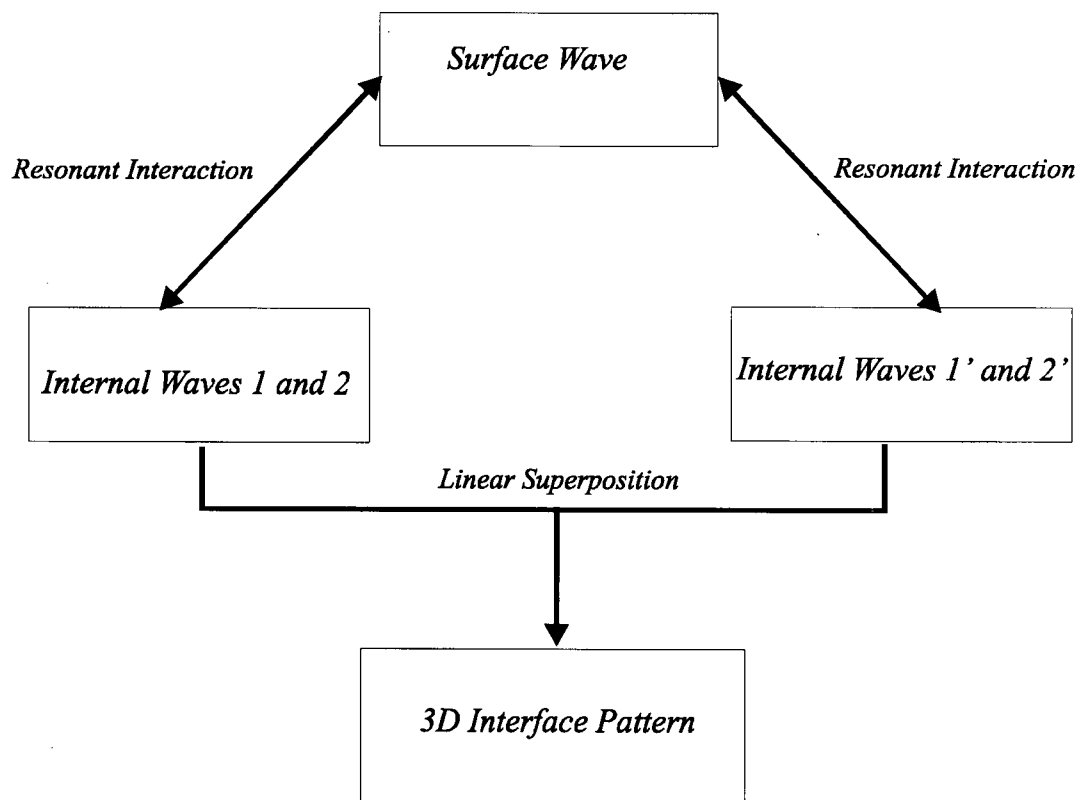 Surface Wave
Resonant Interaction
Resonant Interaction
Internal Waves 1 and 2
Internal Waves 1’ and 2’
Linear Superposition
3D Interface Pattern